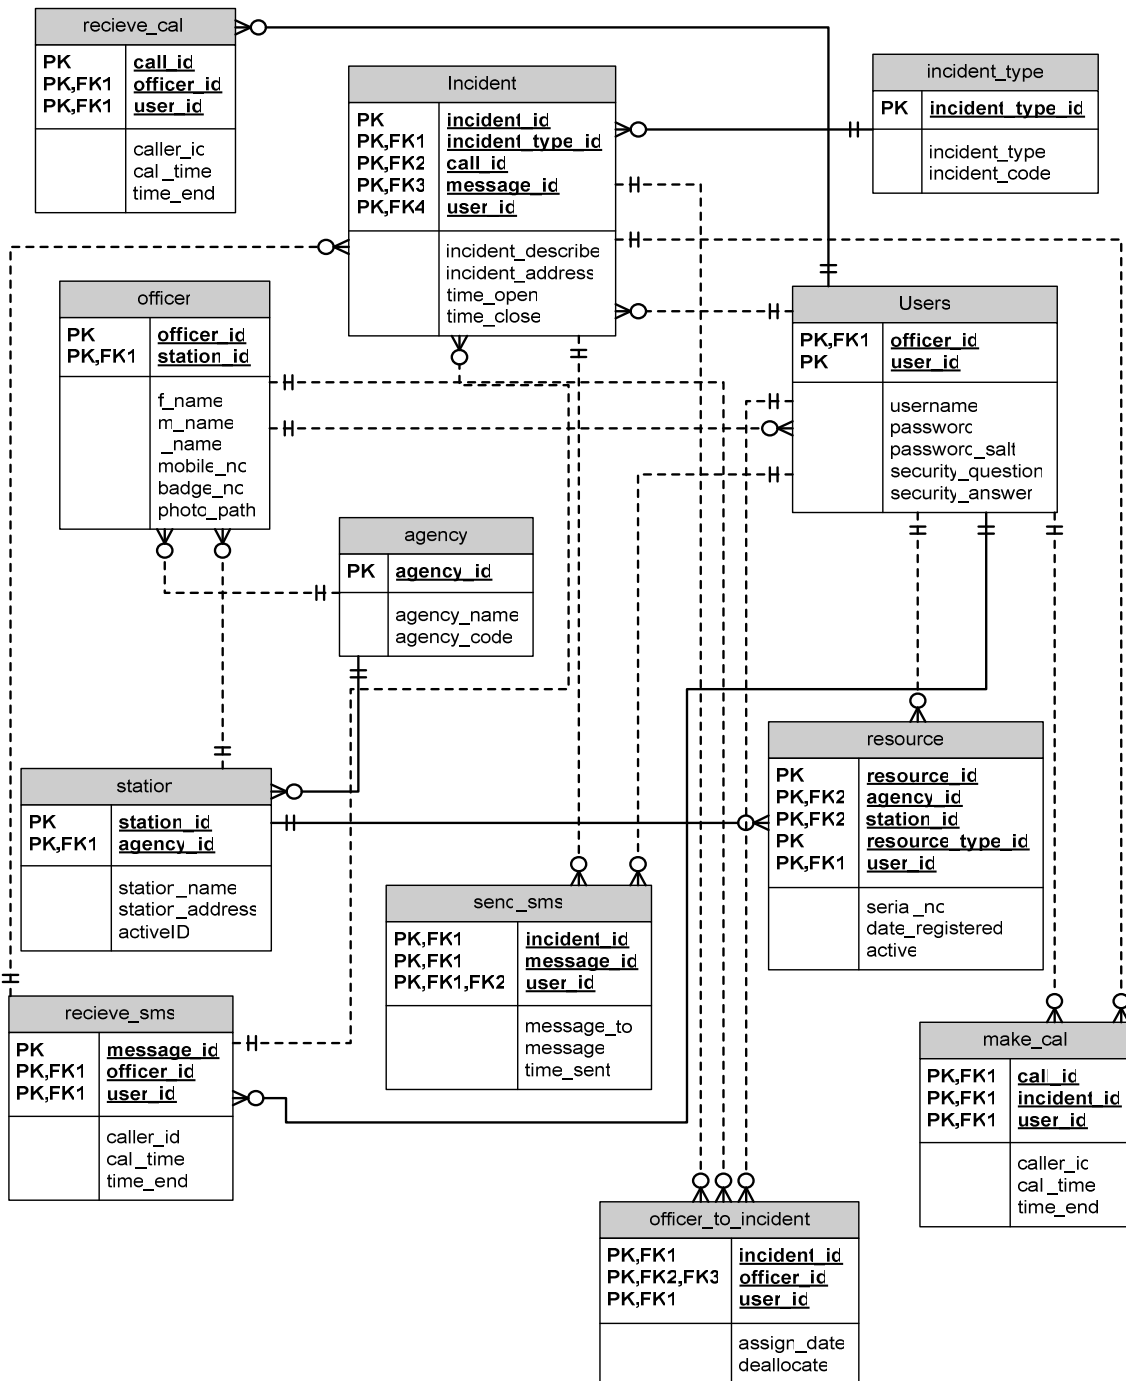 recieve_cal
PK call_id
PK,FK1 officer_id
PK,FK1 user_id
caller_ic
cal_time
time_end
Incident
PK incident_id
PK,FK1 incident_type_id
PK,FK2 call_id
PK,FK3 message_id
PK,FK4 user_id
incident_describe
incident_address
time_open
time_close
incident_type
PK incident_type_id
incident_type
incident_code
officer
PK officer_id
PK,FK1 station_id
f_name
m_name
_name
mobile_nc
badge_nc
photo_path
Users
PK,FK1 officer_id
PK user_id
username
passworc
password_salt
security_question
security_answer
agency
PK agency_id
agency_name
agency_code
station
PK station_id
PK,FK1 agency_id
station_name
station_address
activeID
resource
PK resource_id
PK,FK2 agency_id
PK,FK2 station_id
PK resource_type_id
PK,FK1 user_id
seria_nc
date_registered
active
senc_sms
PK,FK1 incident_id
PK,FK1 message_id
PK,FK1,FK2 user_id
message_to
message
time_sent
recieve_sms
PK message_id
PK,FK1 officer_id
PK,FK1 user_id
caller_id
cal_time
time_end
make_cal
PK,FK1 call_id
PK,FK1 incident_id
PK,FK1 user_id
caller_ic
cal_time
time_end
officer_to_incident
PK,FK1 incident_id
PK,FK2,FK3 officer_id
PK,FK1 user_id
assign_date
deallocate